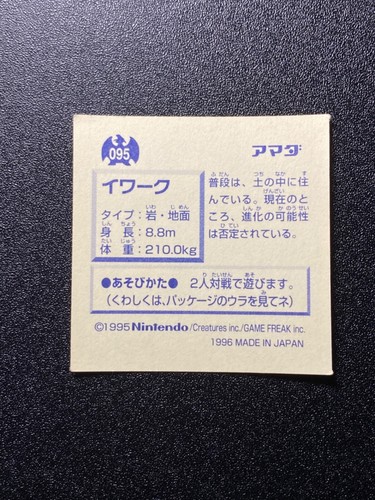 095
アマダ
イワーク
タイプ：岩・地面
身長：8.8m
体重：210.0kg
普段は、土の中に住
んでいる。現在のと
ころ、進化の可能性
は否定されている。
●あそびかた● 2人対戦で遊びます。
（くわしくは、パッケージのウラを見てネ）
©1995 Nintendo/Creatures inc./GAME FREAK inc.
1996 MADE IN JAPAN